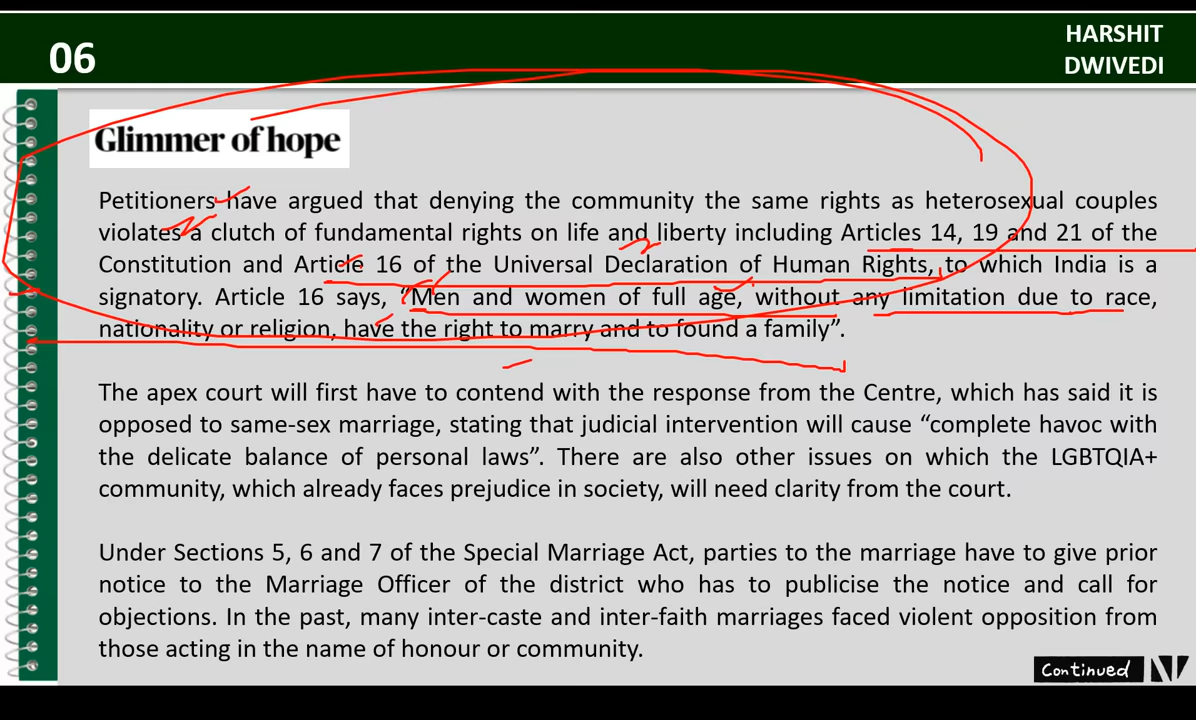 06
HARSHIT
DWIVEDI
Glimmer of hope
Petitioners have argued that denying the community the same rights as heterosexual couples
violates a clutch of fundamental rights on life and liberty including Articles 14, 19 and 21 of the
Constitution and Article 16 of the Universal Declaration of Human Rights, to which India is a
signatory. Article 16 says, “Men and women of full age, without any limitation due to race,
nationality or religion, have the right to marry and to found a family”.
The apex court will first have to contend with the response from the Centre, which has said it is
opposed to same-sex marriage, stating that judicial intervention will cause “complete havoc with
the delicate balance of personal laws”. There are also other issues on which the LGBTQIA+
community, which already faces prejudice in society, will need clarity from the court.
Under Sections 5, 6 and 7 of the Special Marriage Act, parties to the marriage have to give prior
notice to the Marriage Officer of the district who has to publicise the notice and call for
objections. In the past, many inter-caste and inter-faith marriages faced violent opposition from
those acting in the name of honour or community.
Continued